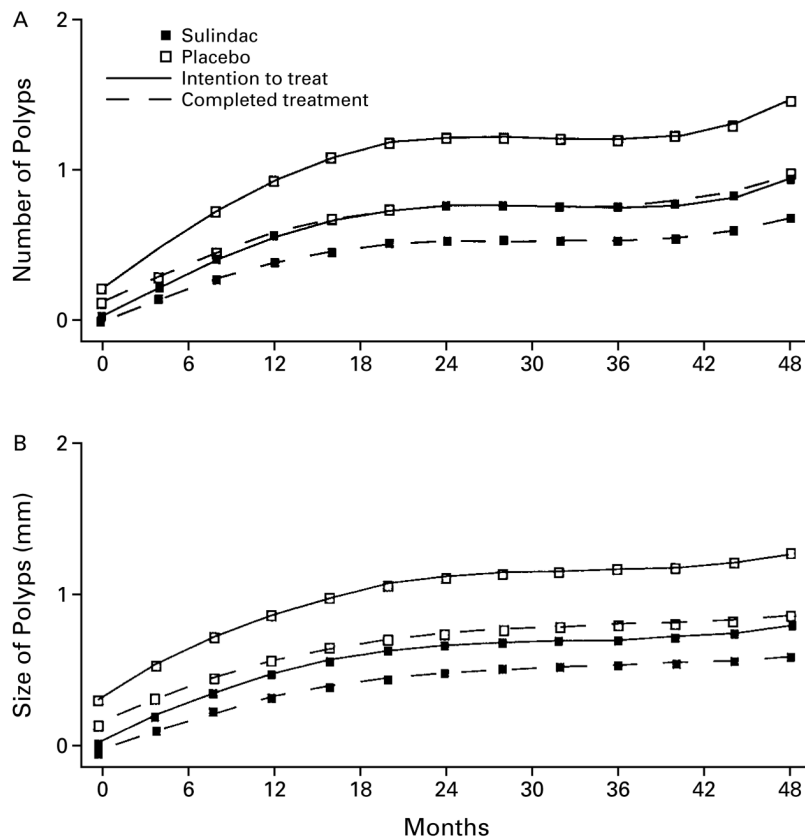 A
2
Sulindac
Placebo
Intention to treat
Completed treatment
Number of Polyps
1
0
0 6 12 18 24 30 36 42 48
B
2
Size of Polyps (mm)
1
0
0 6 12 18 24 30 36 42 48
Months